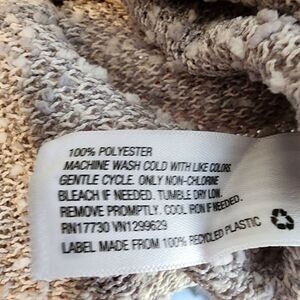 100% POLYESTER
MACHINE WASH COLD WITH LIKE COLORS
GENTLE CYCLE. ONLY NON-CHLORINE
BLEACH IF NEEDED. TUMBLE DRY LOW.
REMOVE PROMPTLY. COOL IRON IF NEEDED.
RN17730 VN1299629
LABEL MADE FROM 100% RECYCLED PLASTIC